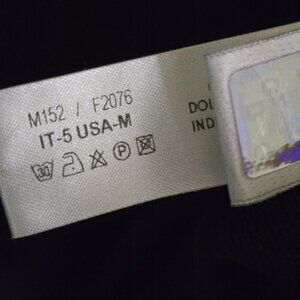 M152 / F2076
IT-5 USA-M
30 P
DOL
IND